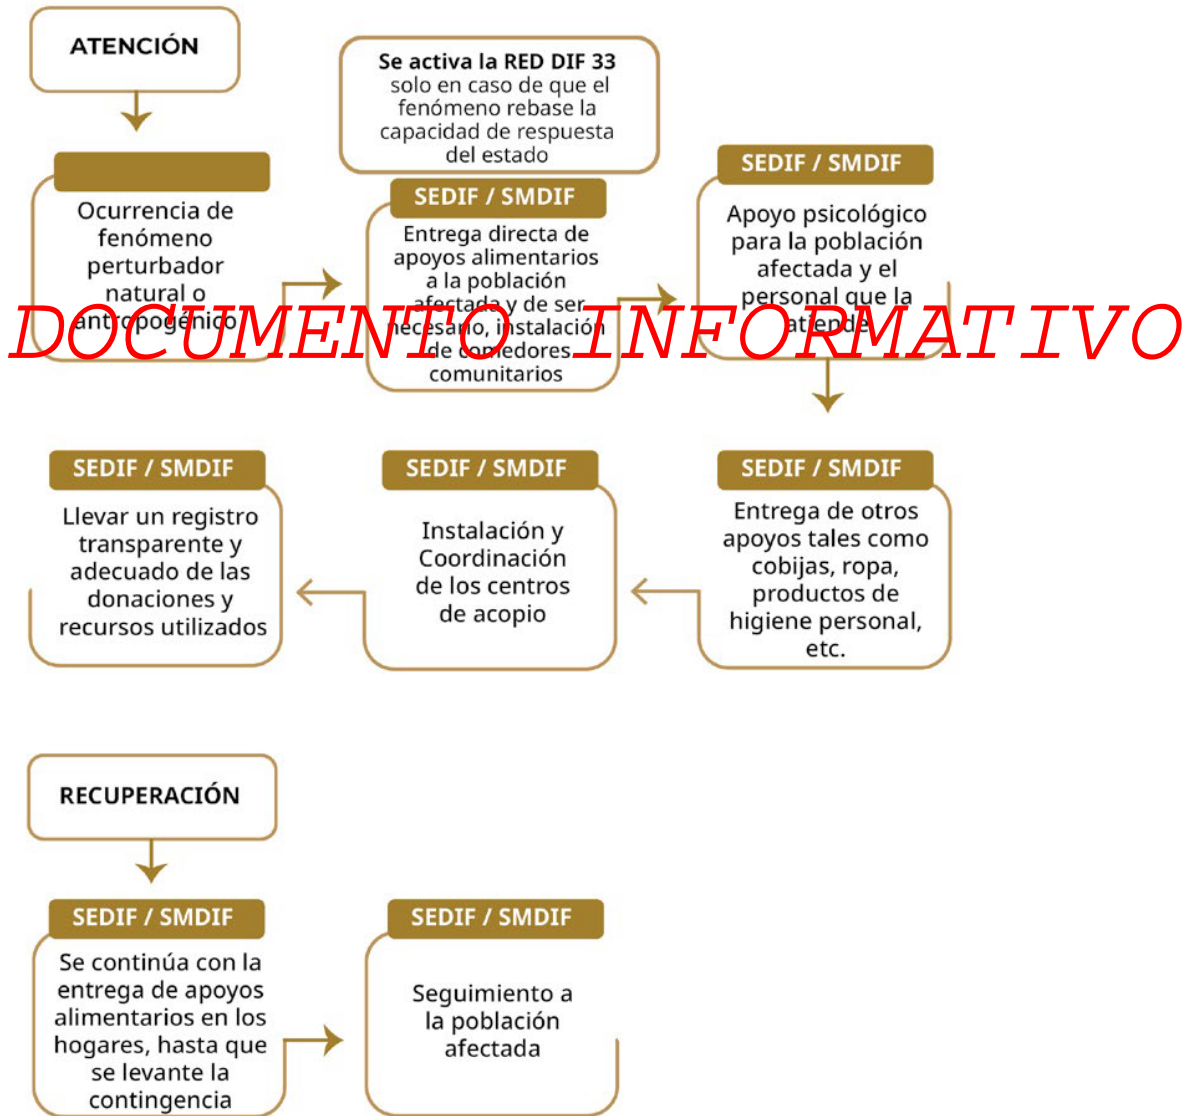 ATENCIÓN
Se activa la RED DIF 33
solo en caso de que el
fenómeno rebase la
capacidad de respuesta
del estado
Ocurrencia de
fenómeno
perturbador
natural o
antropogénico
SEDIF / SMDIF
Entrega directa de
apoyos alimentarios
a la población
afectada y de ser
necesario, instalación
de comedores
comunitarios
SEDIF / SMDIF
Apoyo psicológico
para la población
afectada y el
personal que la
atiende
DOCUMENTO INFORMATIVO
SEDIF / SMDIF
Entrega de otros
apoyos tales como
cobijas, ropa,
productos de
higiene personal,
etc.
SEDIF / SMDIF
Instalación y
Coordinación
de los centros
de acopio
SEDIF / SMDIF
Llevar un registro
transparente y
adecuado de las
donaciones y
recursos utilizados
RECUPERACIÓN
SEDIF / SMDIF
Se continúa con la
entrega de apoyos
alimentarios en los
hogares, hasta que
se levante la
contingencia
SEDIF / SMDIF
Seguimiento a
la población
afectada